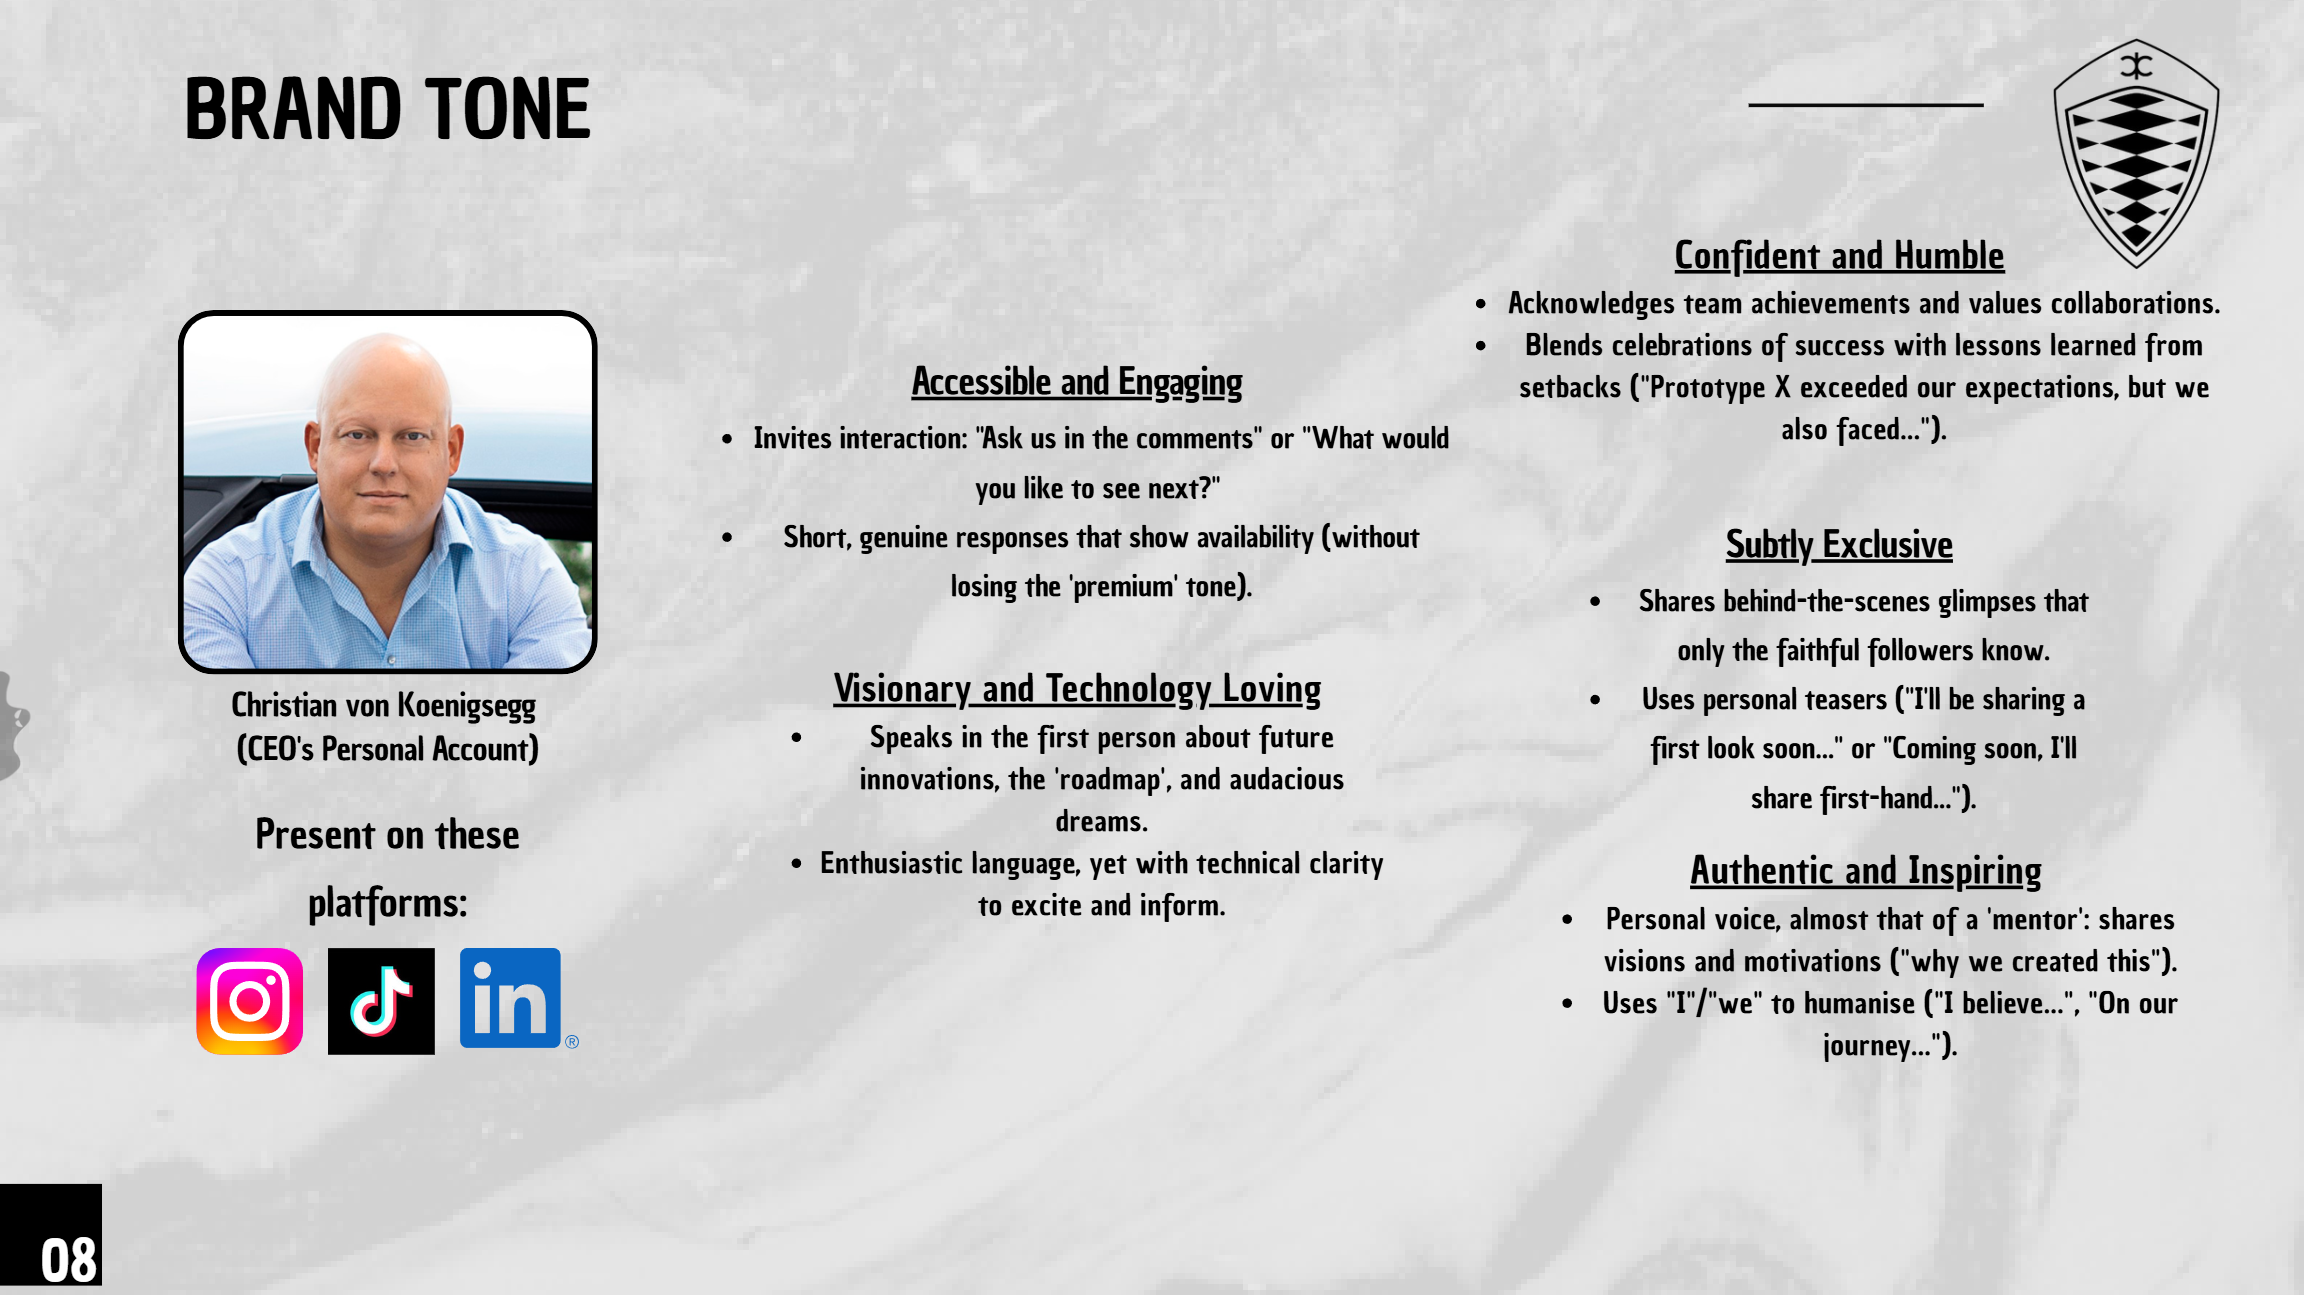 BRAND TONE
Christian von Koenigsegg
(CEO's Personal Account)
Present on these
platforms:
in
®
Accessible and Engaging
• Invites interaction: "Ask us in the comments" or "What would
you like to see next?"
• Short, genuine responses that show availability (without
losing the 'premium' tone).
Visionary and Technology Loving
• Speaks in the first person about future
innovations, the 'roadmap', and audacious
dreams.
• Enthusiastic language, yet with technical clarity
to excite and inform.
Confident and Humble
• Acknowledges team achievements and values collaborations.
• Blends celebrations of success with lessons learned from
setbacks ("Prototype X exceeded our expectations, but we
also faced...").
Subtly Exclusive
• Shares behind-the-scenes glimpses that
only the faithful followers know.
• Uses personal teasers ("I'll be sharing a
first look soon..." or "Coming soon, I'll
share first-hand...").
Authentic and Inspiring
• Personal voice, almost that of a 'mentor': shares
visions and motivations ("why we created this").
• Uses "I"/"we" to humanise ("I believe...", "On our
journey...").
08